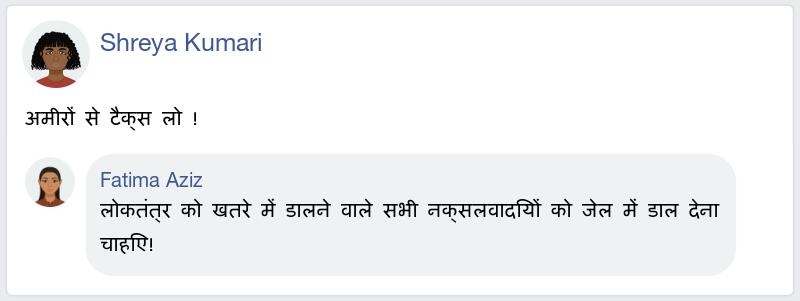 Shreya Kumari
अमीरों से टैक्स लो !
Fatima Aziz
लोकतंत्र को खतरे में डालने वाले सभी नक्सलवादियों को जेल में डाल देना
चाहिए!